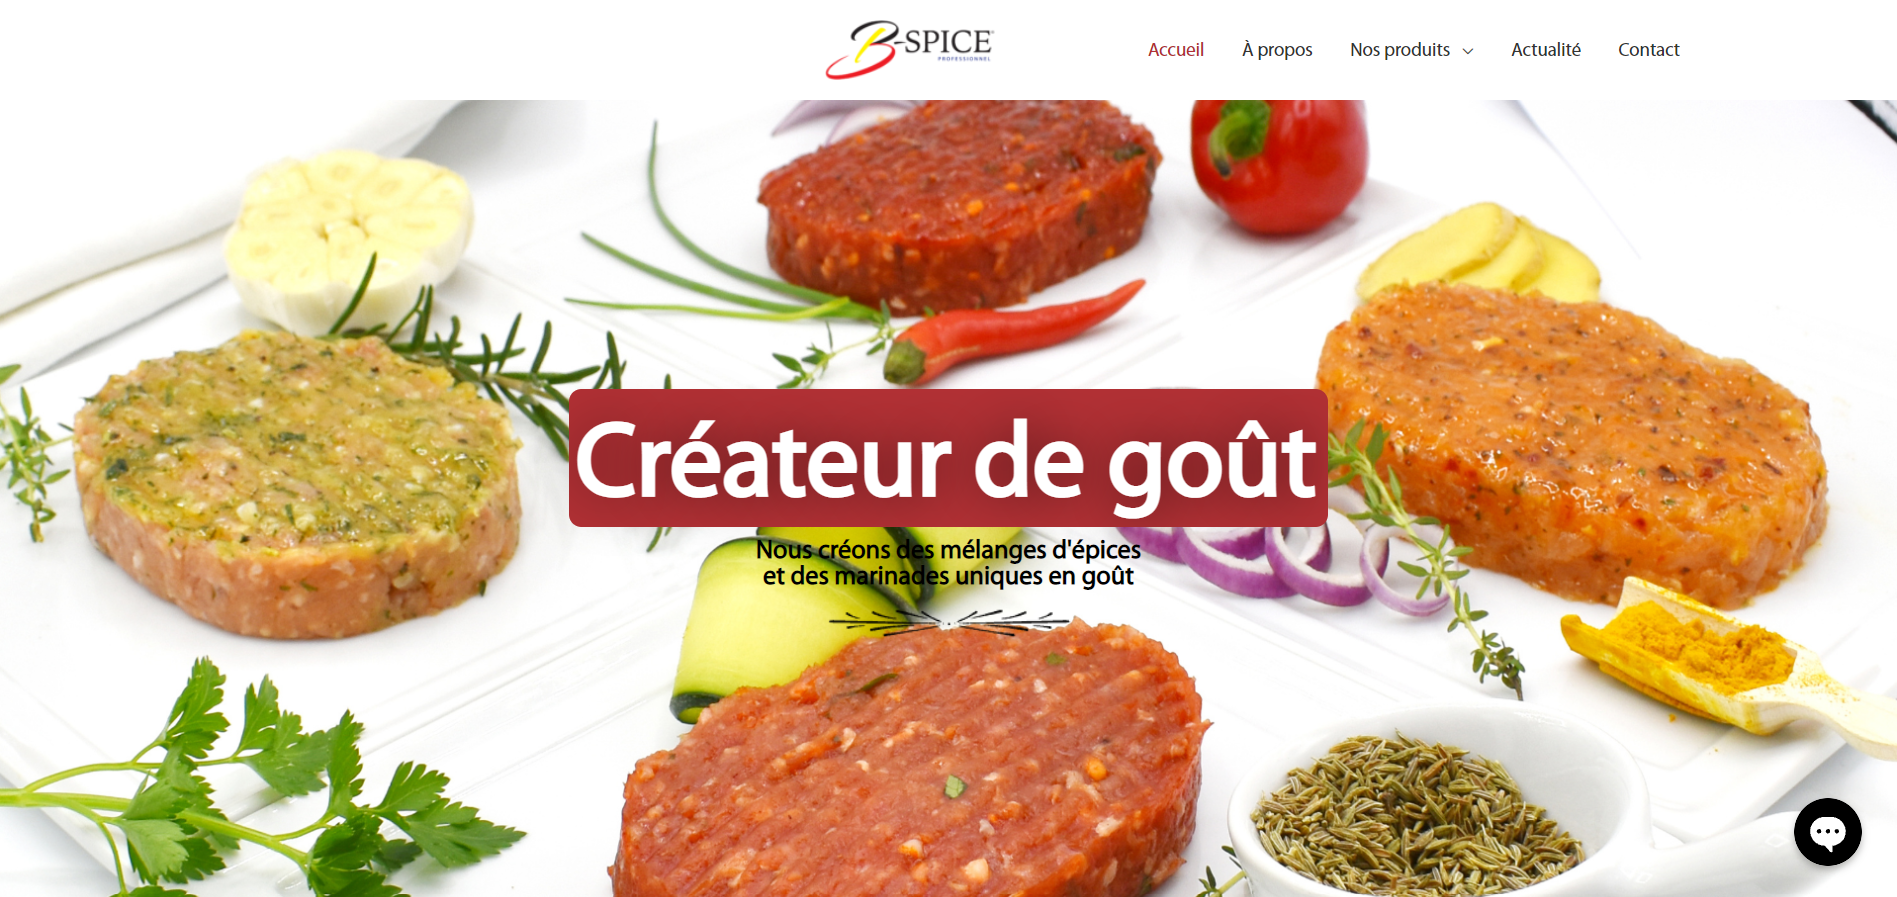 B-SPICE
PROFESSIONNEL
Accueil
À propos
Nos produits
Actualité
Contact
Créateur de goût
Nous créons des mélanges d'épices
et des marinades uniques en goût